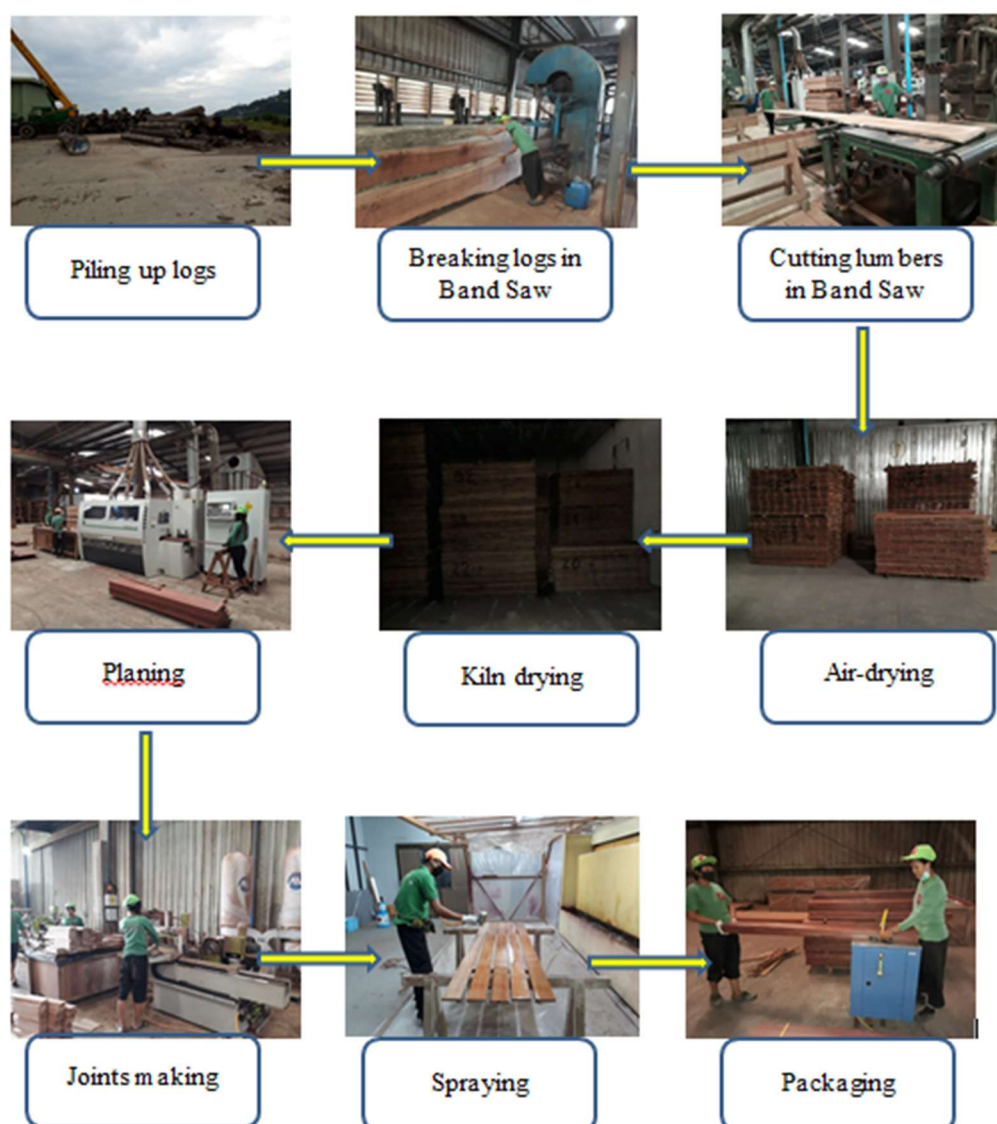 Piling up logs
Breaking logs in
Band Saw
Cutting lumbers
in Band Saw
Planing
Kiln drying
Air-drying
Joints making
Spraying
Packaging